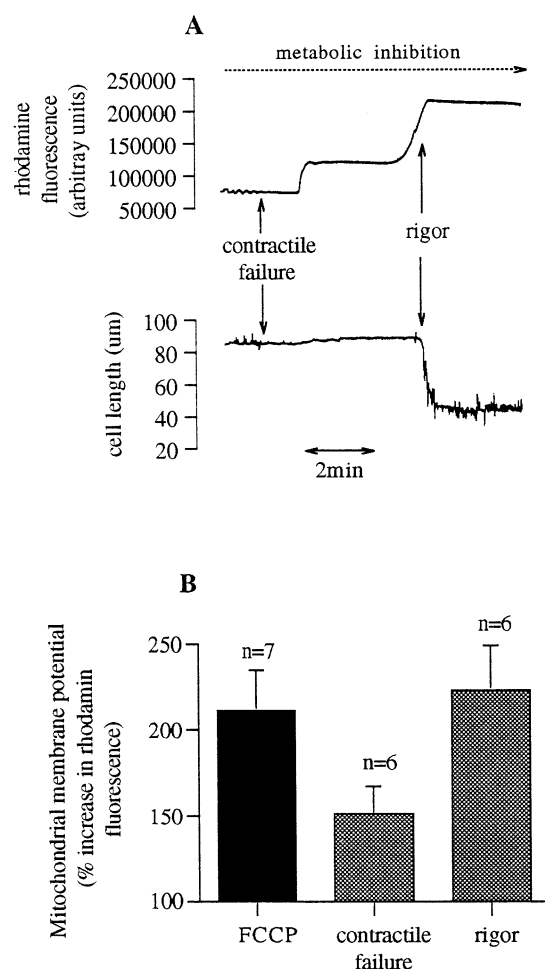 A
metabolic inhibition
rhodamine
fluorescence
(arbitray units)
250000
200000
150000
100000
50000
contractile
failure
rigor
cell length (um)
100
80
60
40
20
2min
B
Mitochondrial membrane potential
(% increase in rhodamin
fluorescence)
250
200
150
100
n=7
n=6
n=6
FCCP
contractile
failure
rigor